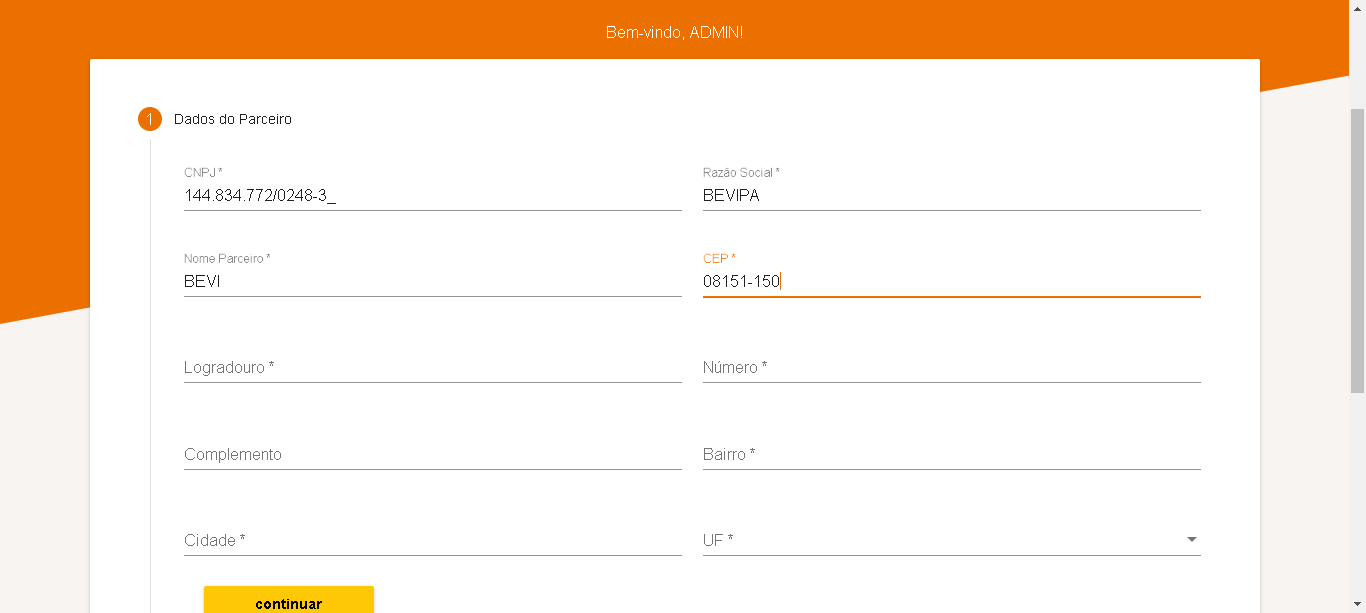 Bem-vindo, ADMIN!
1 Dados do Parceiro
CNPJ * Razão Social *
144.834.772/0248-3_ BEVIPA
Nome Parceiro * CEP *
BEVI 08151-150
Logradouro * Número *
Complemento Bairro *
Cidade * UF *
continuar